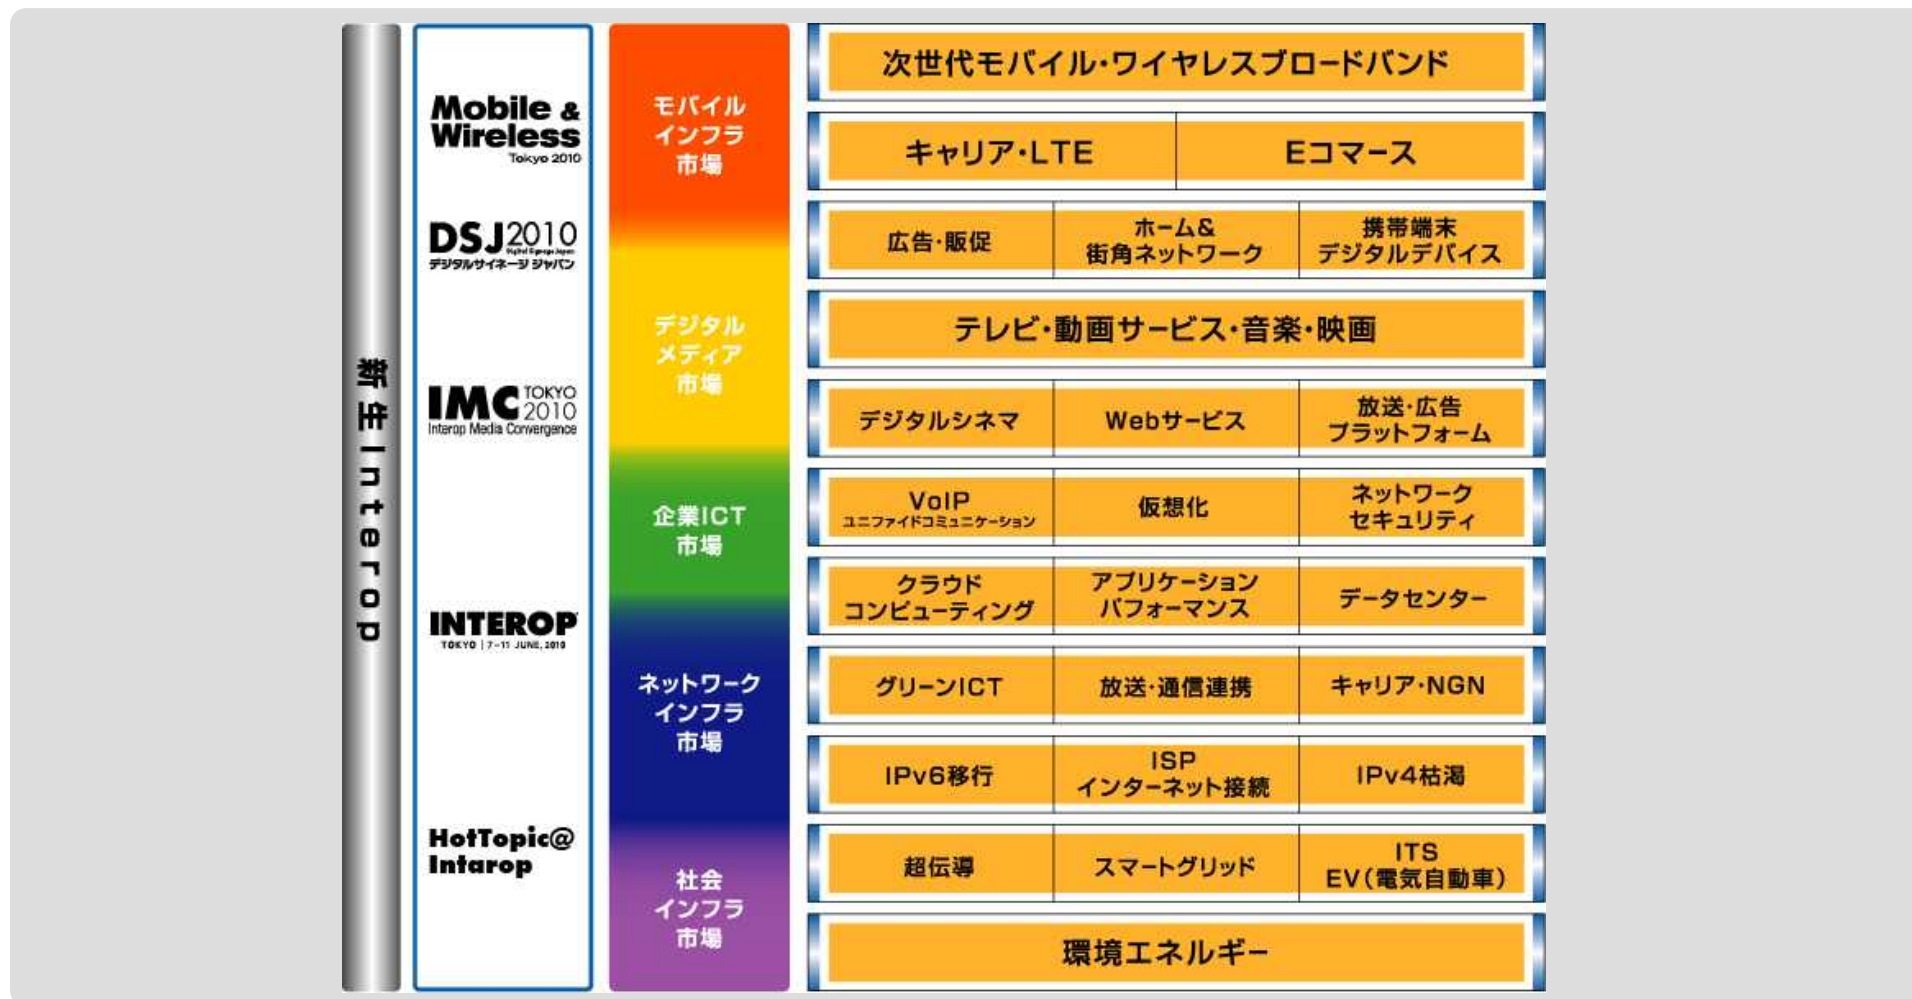 新生Interop
Mobile &
Wireless
Tokyo 2010
DSJ2010
Digital Signage Japan
デジタルサイネージ ジャパン
IMC TOKYO
2010
Interop Media Convergence
INTEROP
TOKYO | 7-11 JUNE, 2010
HotTopic@
Intarop
モバイル
インフラ
市場
デジタル
メディア
市場
企業ICT
市場
ネットワーク
インフラ
市場
社会
インフラ
市場
次世代モバイル・ワイヤレスブロードバンド
キャリア・LTE
Eコマース
広告・販促
ホーム&
街角ネットワーク
携帯端末
デジタルデバイス
テレビ・動画サービス・音楽・映画
デジタルシネマ
Webサービス
放送・広告
プラットフォーム
VoIP
ユニファイドコミュニケーション
仮想化
ネットワーク
セキュリティ
クラウド
コンピューティング
アプリケーション
パフォーマンス
データセンター
グリーンICT
放送・通信連携
キャリア・NGN
IPv6移行
ISP
インターネット接続
IPv4枯渇
超伝導
スマートグリッド
ITS
EV（電気自動車）
環境エネルギー